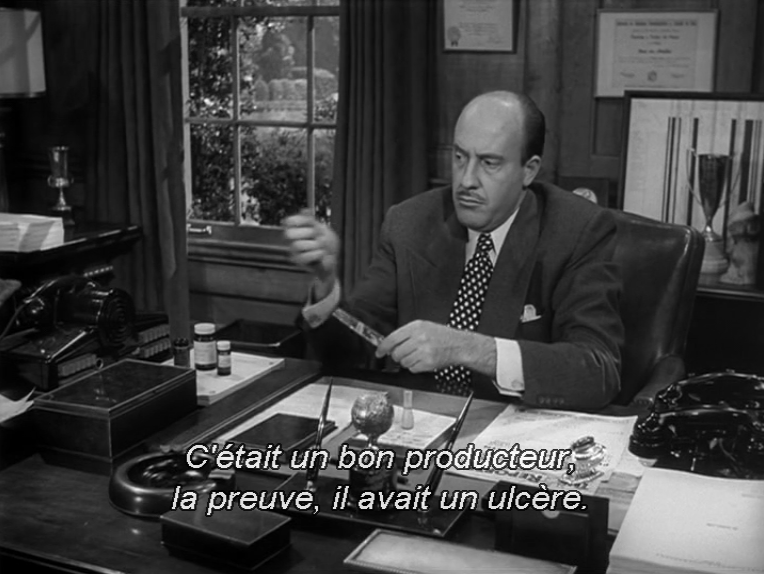 C'était un bon producteur,
la preuve, il avait un ulcère.